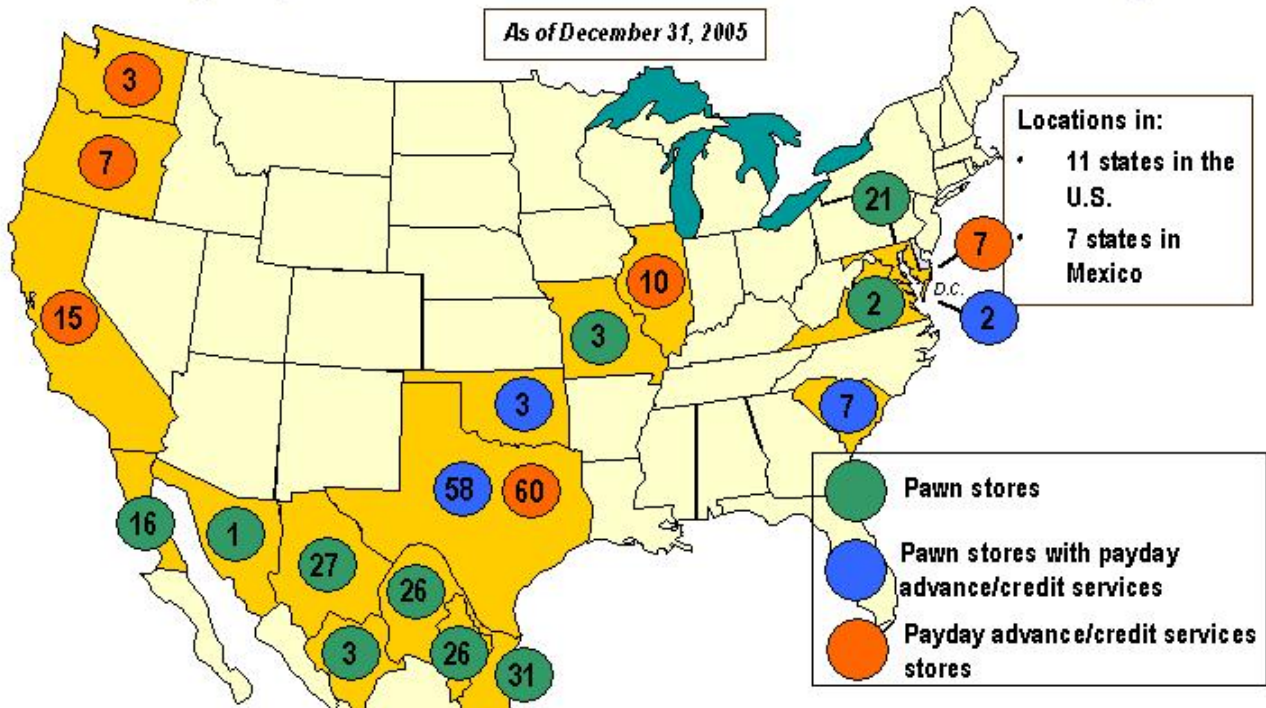 As of December 31, 2005
3
7
15
10
3
21
2
7
D.C.
2
3
7
58
60
16
1
27
26
3
26
31
Locations in:
· 11 states in the
U.S.
· 7 states in
Mexico
Pawn stores
Pawn stores with payday
advance/credit services
Payday advance/credit services
stores